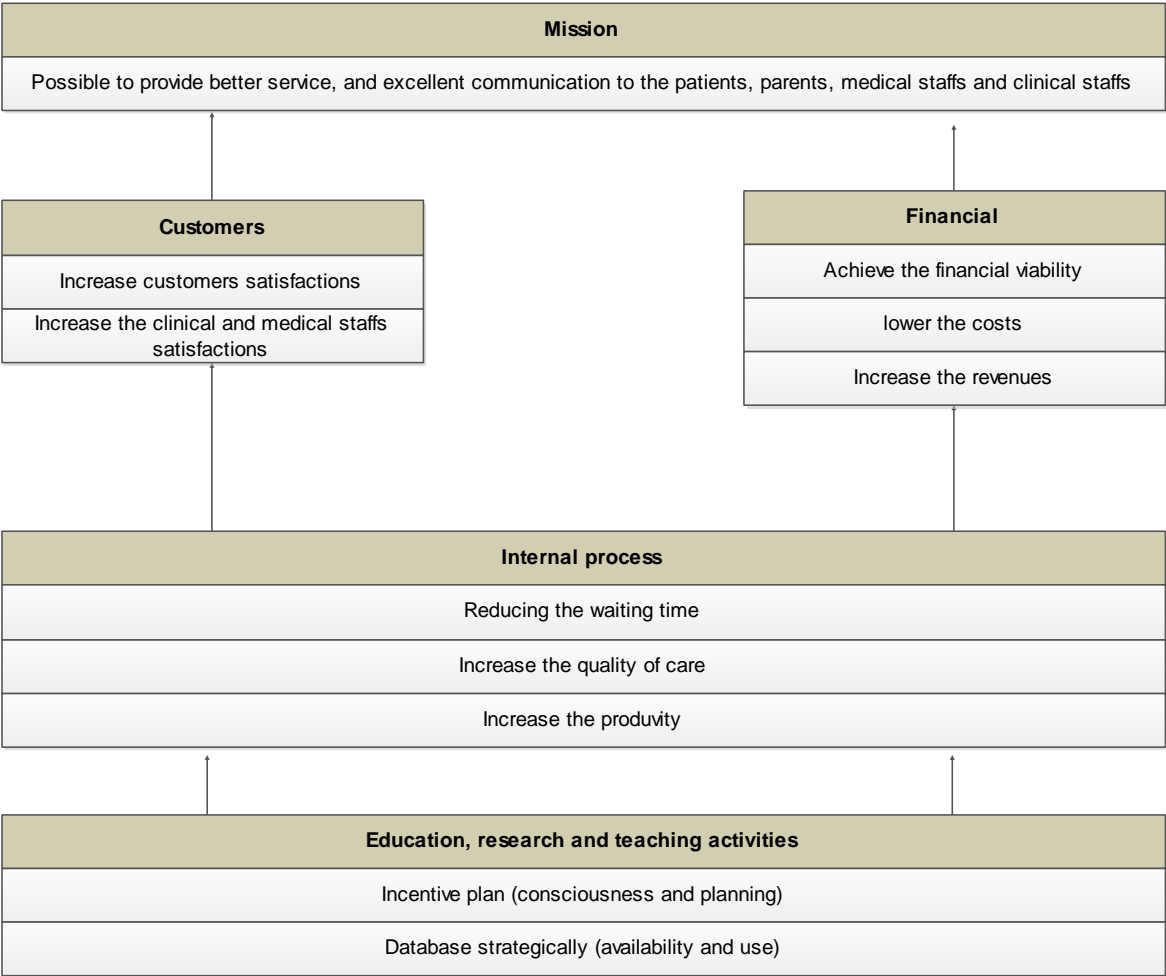 Mission
Possible to provide better service, and excellent communication to the patients, parents, medical staffs and clinical staffs
Customers
Increase customers satisfactions
Increase the clinical and medical staffs
satisfactions
Financial
Achieve the financial viability
lower the costs
Increase the revenues
Internal process
Reducing the waiting time
Increase the quality of care
Increase the produvity
Education, research and teaching activities
Incentive plan (consciousness and planning)
Database strategically (availability and use)